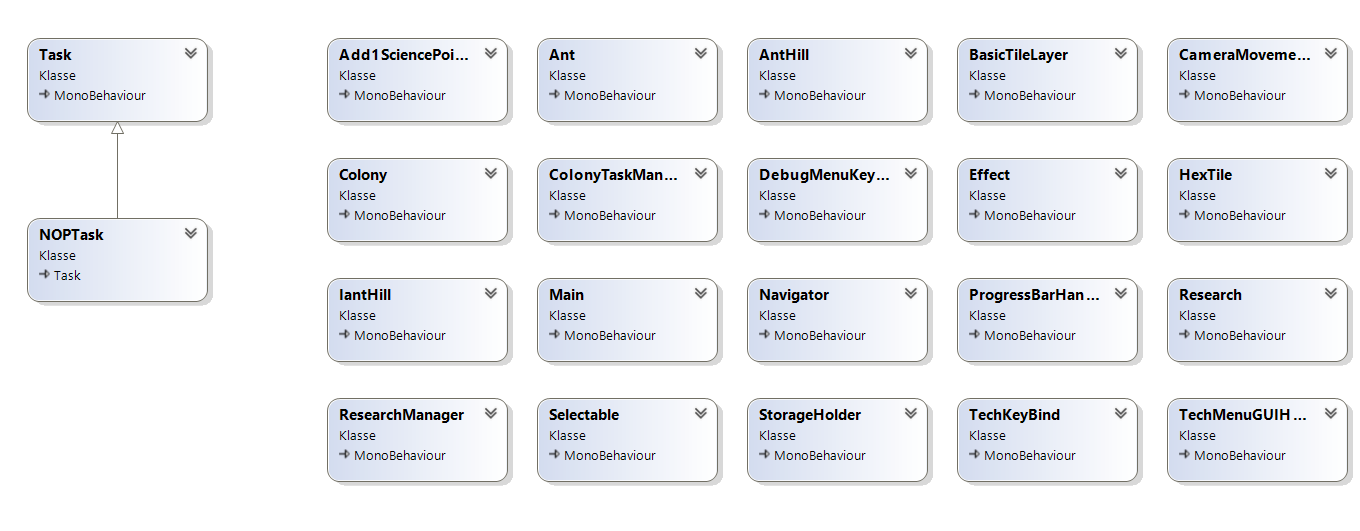 Task
Klasse
MonoBehaviour
NOPTask
Klasse
Task
Add1SciencePoi...
Klasse
MonoBehaviour
Ant
Klasse
MonoBehaviour
AntHill
Klasse
MonoBehaviour
BasicTileLayer
Klasse
MonoBehaviour
CameraMoveme...
Klasse
MonoBehaviour
Colony
Klasse
MonoBehaviour
ColonyTaskMan...
Klasse
MonoBehaviour
DebugMenuKey...
Klasse
MonoBehaviour
Effect
Klasse
MonoBehaviour
HexTile
Klasse
MonoBehaviour
IantHill
Klasse
MonoBehaviour
Main
Klasse
MonoBehaviour
Navigator
Klasse
MonoBehaviour
ProgressBarHan...
Klasse
MonoBehaviour
Research
Klasse
MonoBehaviour
ResearchManager
Klasse
MonoBehaviour
Selectable
Klasse
MonoBehaviour
StorageHolder
Klasse
MonoBehaviour
TechKeyBind
Klasse
MonoBehaviour
TechMenuGUIH...
Klasse
MonoBehaviour